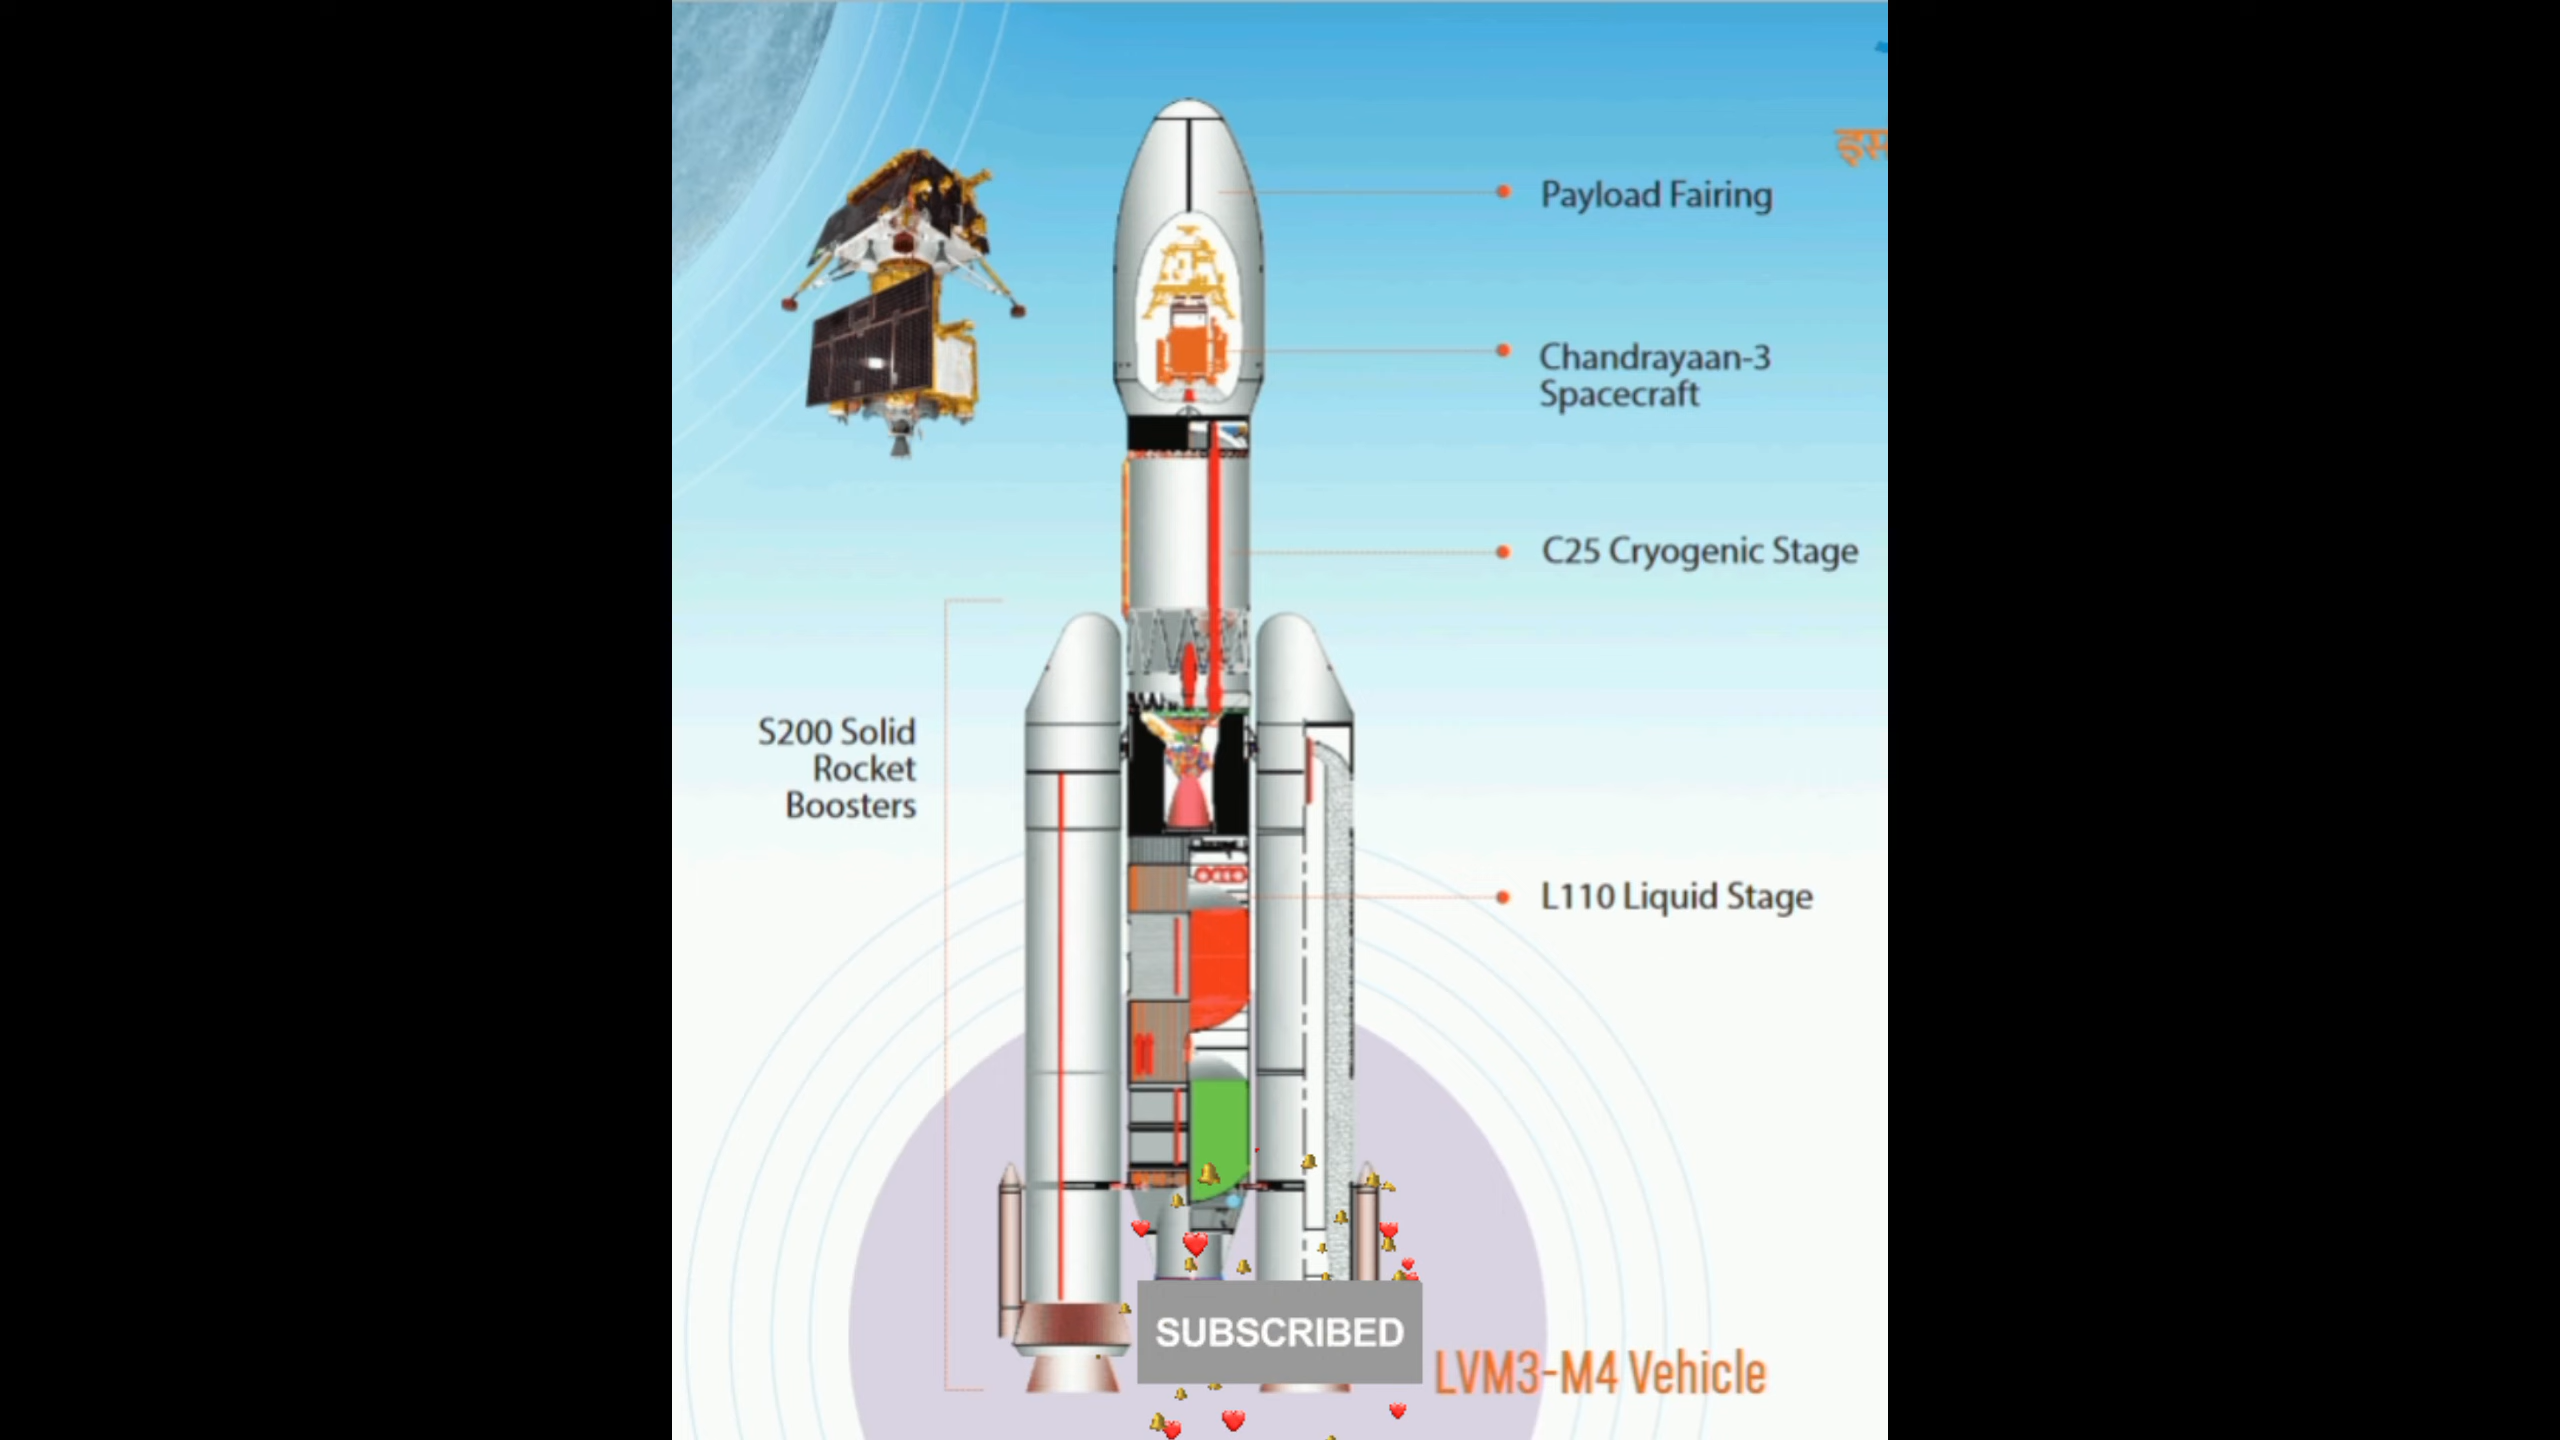 Payload Fairing
Chandrayaan-3
Spacecraft
C25 Cryogenic Stage
S200 Solid
Rocket
Boosters
L110 Liquid Stage
SUBSCRIBED
LVM3-M4 Vehicle